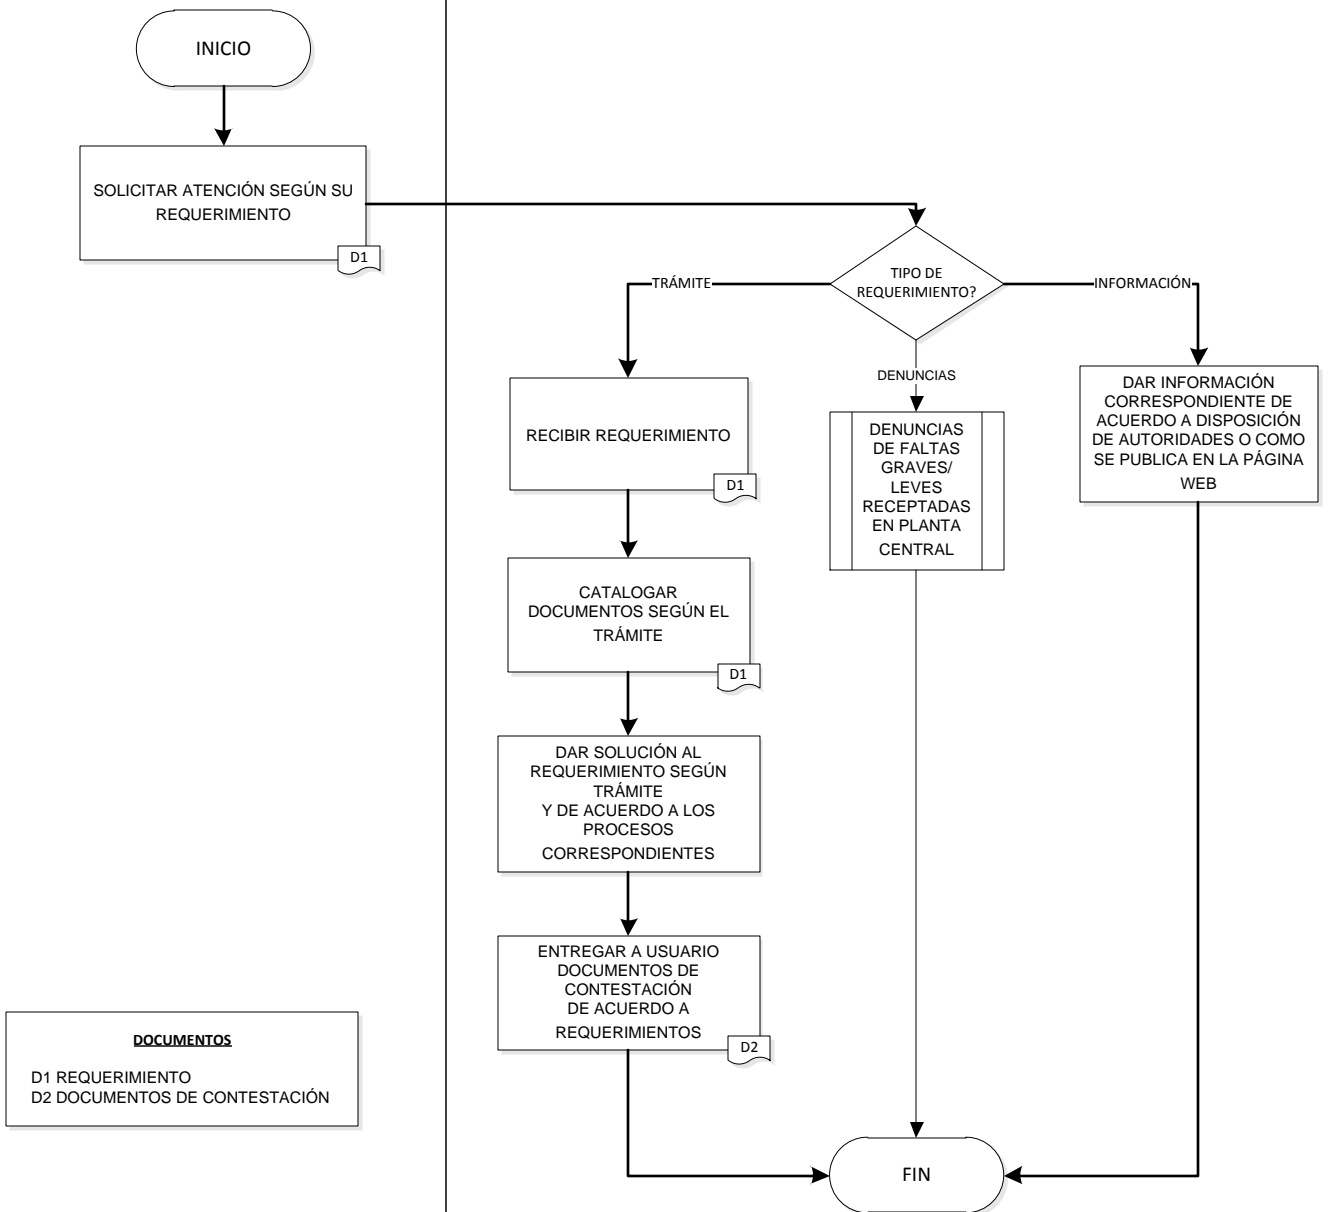 INICIO
SOLICITAR ATENCIÓN SEGÚN SU
REQUERIMIENTO
D1
TIPO DE
REQUERIMIENTO?
TRÁMITE
INFORMACIÓN
DENUNCIAS
RECIBIR REQUERIMIENTO
D1
DENUNCIAS
DE FALTAS
GRAVES/
LEVES
RECEPTADAS
EN PLANTA
CENTRAL
DAR INFORMACIÓN
CORRESPONDIENTE DE
ACUERDO A DISPOSICIÓN
DE AUTORIDADES O COMO
SE PUBLICA EN LA PÁGINA
WEB
CATALOGAR
DOCUMENTOS SEGÚN EL
TRÁMITE
D1
DAR SOLUCIÓN AL
REQUERIMIENTO SEGÚN
TRÁMITE
Y DE ACUERDO A LOS
PROCESOS
CORRESPONDIENTES
ENTREGAR A USUARIO
DOCUMENTOS DE
CONTESTACIÓN
DE ACUERDO A
REQUERIMIENTOS
D2
DOCUMENTOS
D1 REQUERIMIENTO
D2 DOCUMENTOS DE CONTESTACIÓN
FIN